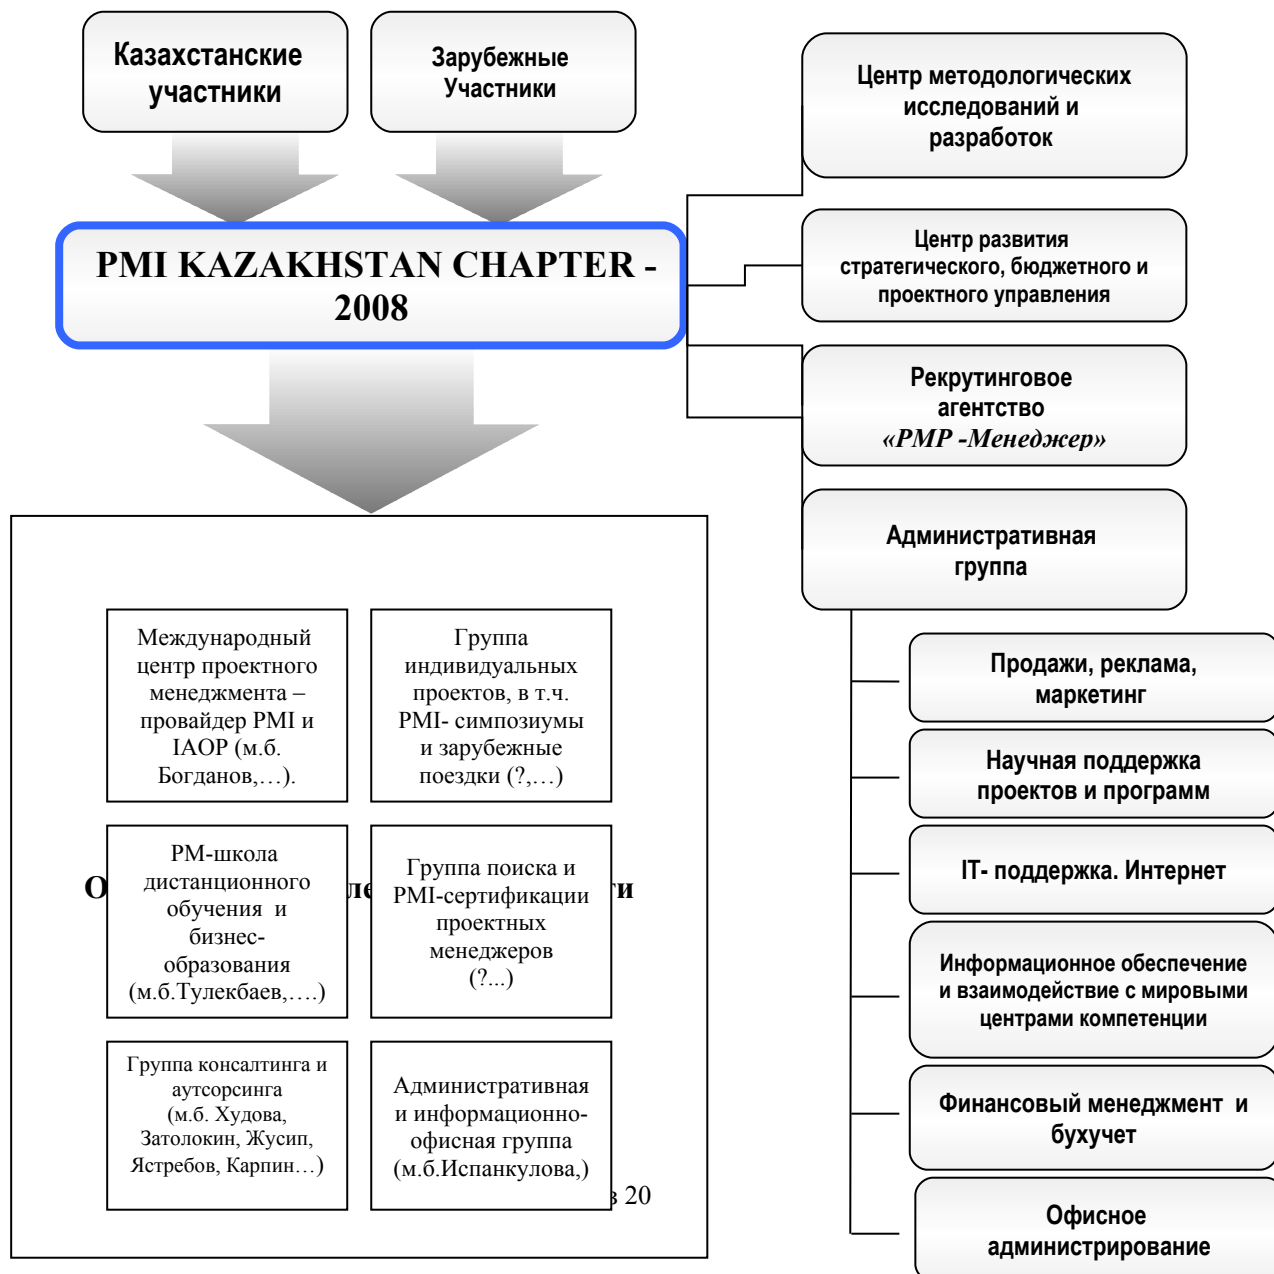 Казахстанские
участники
Зарубежные
Участники
PMI KAZAKHSTAN CHAPTER -
2008
Центр методологических
исследований и
разработок
Центр развития
стратегического, бюджетного и
проектного управления
Рекрутинговое
агентство
«РМР -Менеджер»
Административная
группа
Продажи, реклама,
маркетинг
Научная поддержка
проектов и программ
IT- поддержка. Интернет
Информационное обеспечение
и взаимодействие с мировыми
центрами компетенции
Финансовый менеджмент и
бухучет
Офисное
администрирование
Международный
центр проектного
менеджмента –
провайдер PMI и
IAOP (м.б.
Богданов,…).
Группа
индивидуальных
проектов, в т.ч.
PMI- симпозиумы
и зарубежные
поездки (?,…)
РМ-школа
дистанционного
обучения и
бизнес-
образования
(м.б.Тулекбаев,….)
Группа поиска и
PMI-сертификации
проектных
менеджеров
(?...)
Группа консалтинга и
аутсорсинга
(м.б. Худова,
Затолокин, Жусип,
Ястребов, Карпин…)
Административная
и информационно-
офисная группа
(м.б.Испанкулова,)
20